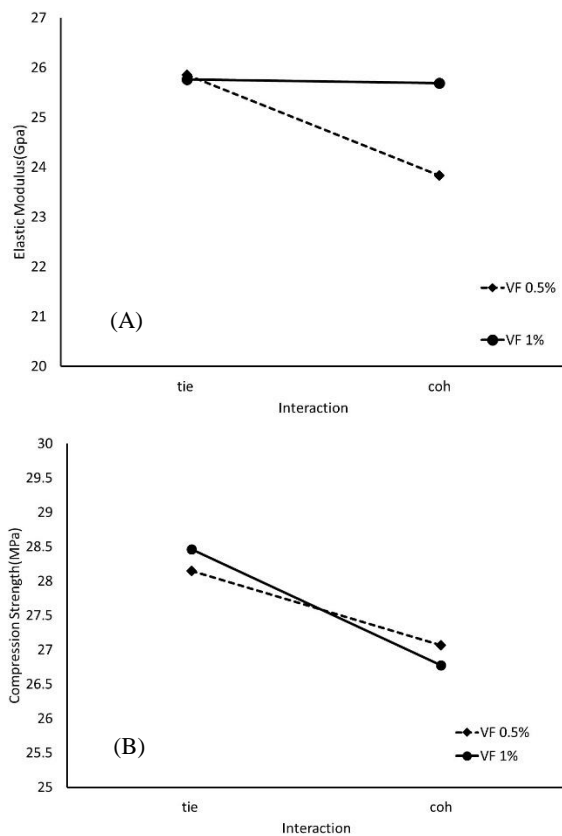 27
26
25
24
23
22
21
20
Elastic Modulus(Gpa)
(A)
VF 0.5%
VF 1%
tie
coh
Interaction
30
29.5
29
28.5
28
27.5
27
26.5
26
25.5
25
Compression Strength(MPa)
(B)
VF 0.5%
VF 1%
tie
coh
Interaction